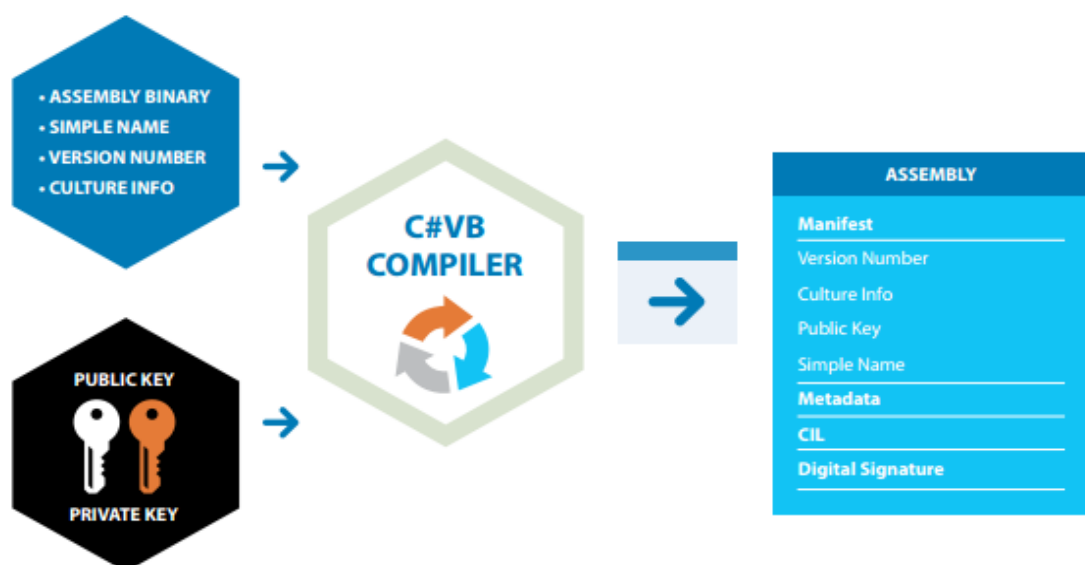 • ASSEMBLY BINARY
• SIMPLE NAME
• VERSION NUMBER
• CULTURE INFO
PUBLIC KEY
PRIVATE KEY
C#VB
COMPILER
ASSEMBLY
Manifest
Version Number
Culture Info
Public Key
Simple Name
Metadata
CIL
Digital Signature